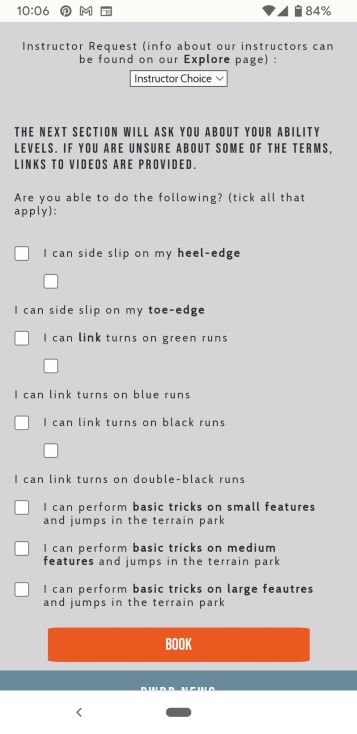 10:06
84%
Instructor Request (info about our instructors can
be found on our Explore page) :
Instructor Choice
THE NEXT SECTION WILL ASK YOU ABOUT YOUR ABILITY
LEVELS. IF YOU ARE UNSURE ABOUT SOME OF THE TERMS,
LINKS TO VIDEOS ARE PROVIDED.
Are you able to do the following? (tick all that
apply):
I can side slip on my heel-edge
I can side slip on my toe-edge
I can link turns on green runs
I can link turns on blue runs
I can link turns on black runs
I can link turns on double-black runs
I can perform basic tricks on small features
and jumps in the terrain park
I can perform basic tricks on medium
features and jumps in the terrain park
I can perform basic tricks on large feautres
and jumps in the terrain park
BOOK
NEWS